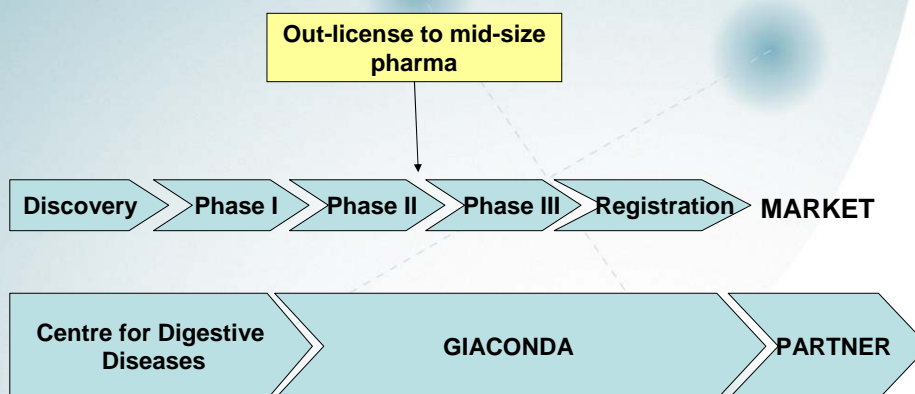 Out-license to mid-size
pharma
Discovery
Phase I
Phase II
Phase III
Registration
MARKET
Centre for Digestive
Diseases
GIACONDA
PARTNER